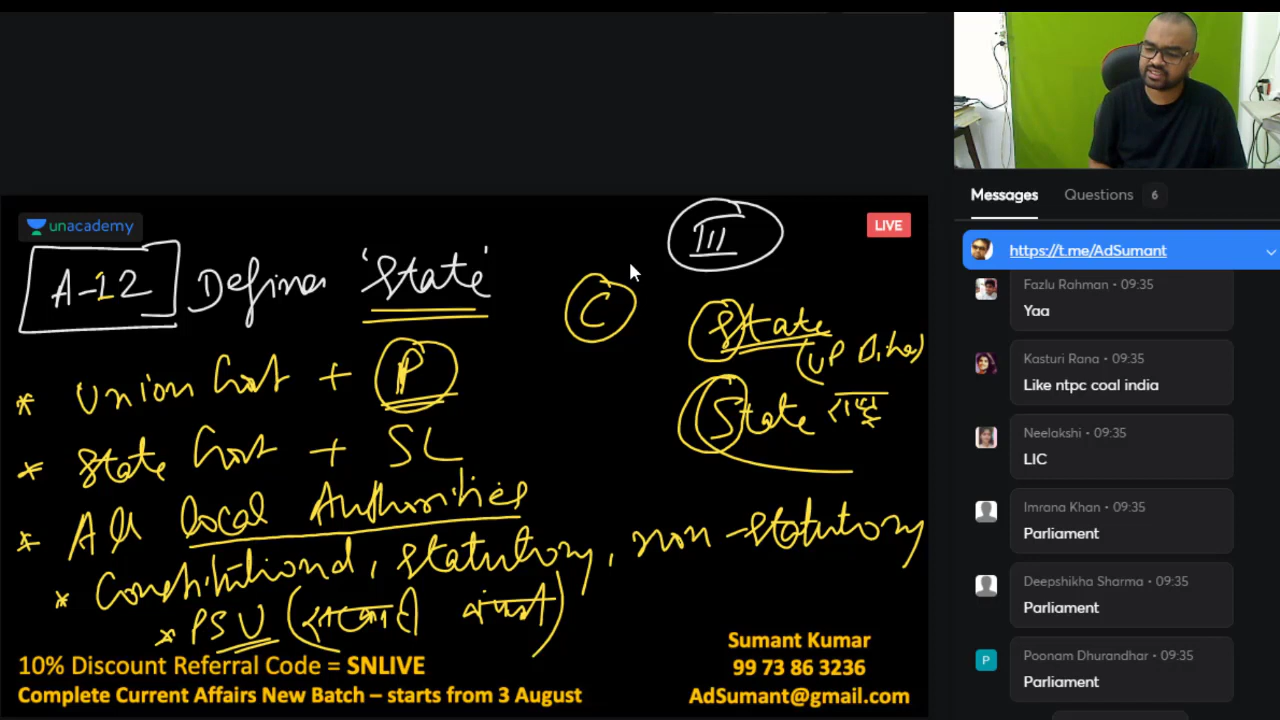 unacademy
LIVE
III
A-12 Defines 'State'
C
State
(UP Bihar)
* Union Govt + P
State राष्ट्र
* State Govt + SL
* All local Authorities
* Constitutional, statutory, non-statutory
* PSU (सरकारी कंपनी)
10% Discount Referral Code = SNLIVE
Complete Current Affairs New Batch – starts from 3 August
Sumant Kumar
99 73 86 3236
AdSumant@gmail.com
Messages Questions 6
https://t.me/AdSumant
Fazlu Rahman • 09:35
Yaa
Kasturi Rana • 09:35
Like ntpc coal india
Neelakshi • 09:35
LIC
Imrana Khan • 09:35
Parliament
Deepshikha Sharma • 09:35
Parliament
P
Poonam Dhurandhar • 09:35
Parliament